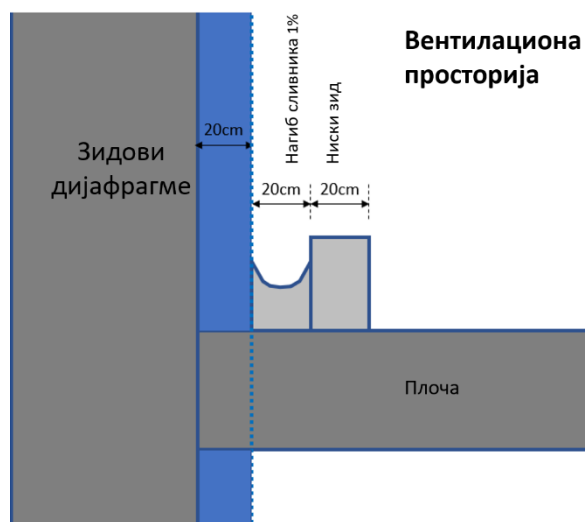 Вентилациона
просторија
Нагиб сливника 1%
Ниски зид
20cm
Зидови
дијафрагме
20cm
20cm
Плоча